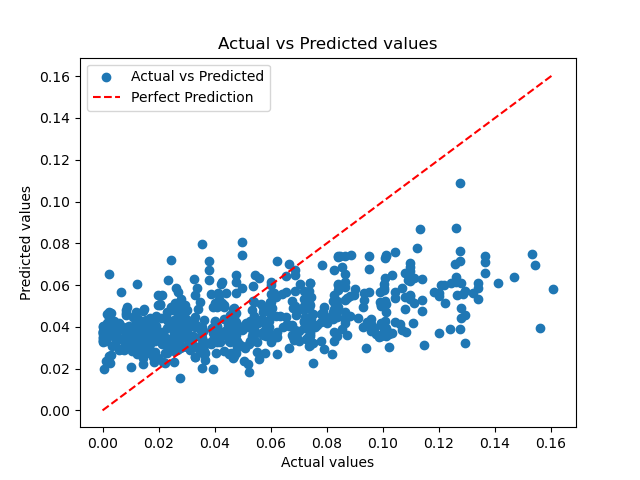 Actual vs Predicted values
Actual vs Predicted
Perfect Prediction
Predicted values
0.16
0.14
0.12
0.10
0.08
0.06
0.04
0.02
0.00
0.00 0.02 0.04 0.06 0.08 0.10 0.12 0.14 0.16
Actual values